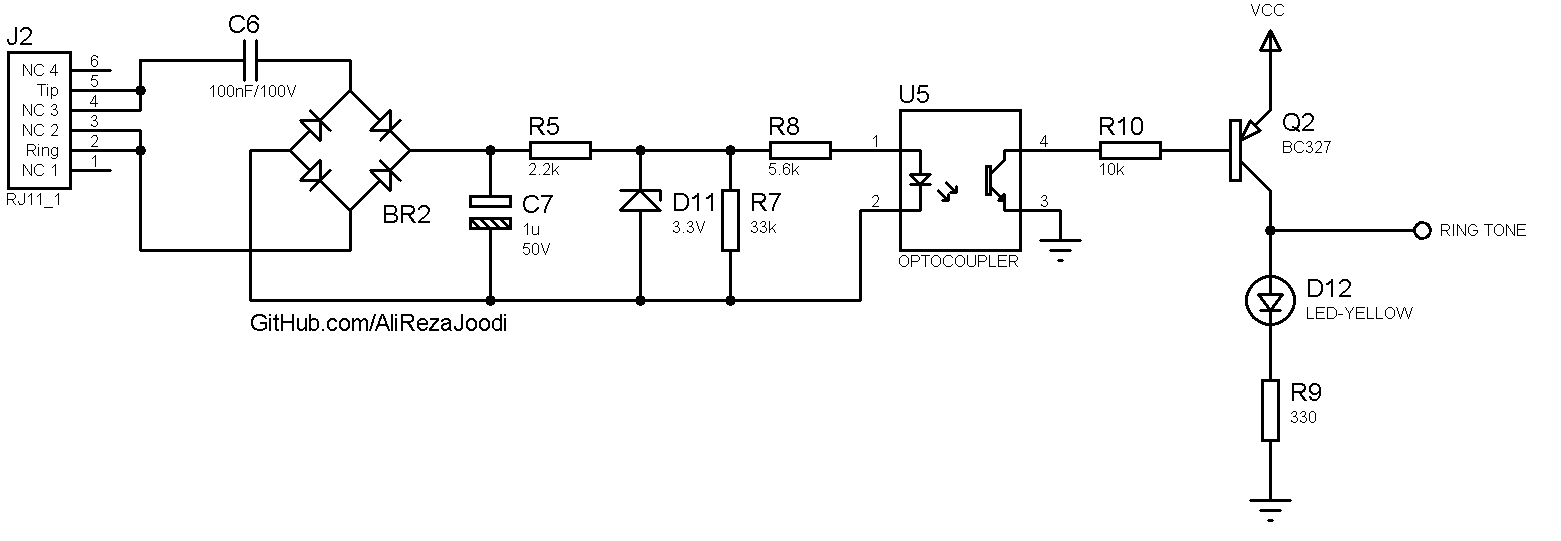 VCC
J2
C6
NC 4
6
100nF/100V
Tip
5
NC 3
4
NC 2
3
Ring
2
NC 1
1
RJ11_1
BR2
R5
2.2k
C7
1u
50V
D11
3.3V
R7
33k
R8
5.6k
U5
1
2
4
3
OPTOCOUPLER
R10
10k
Q2
BC327
RING TONE
D12
LED-YELLOW
R9
330
GitHub.com/AliRezaJoodi